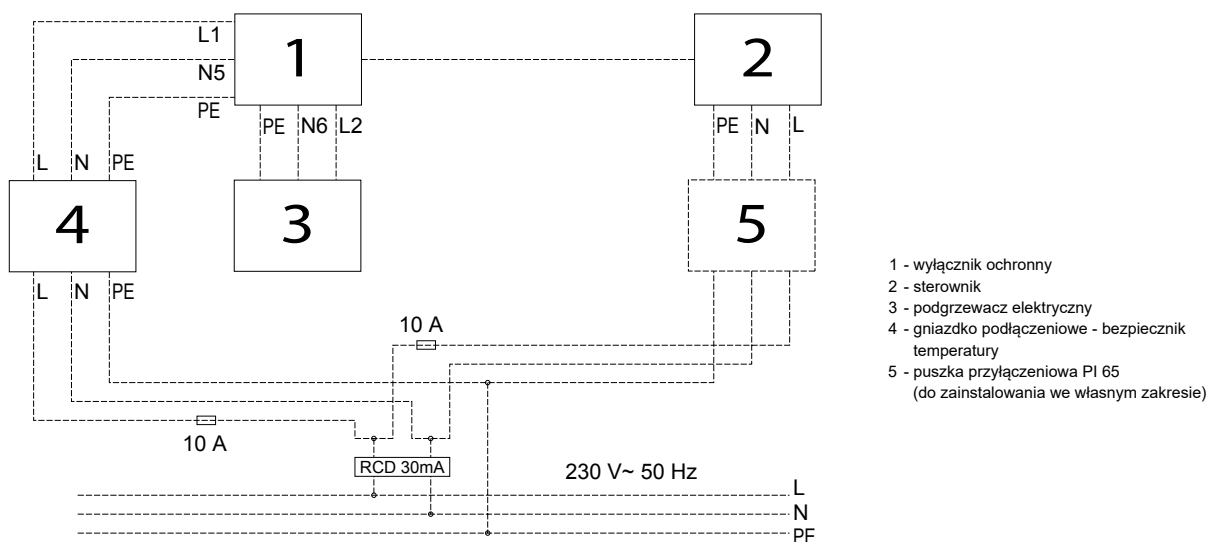 L1
1
2
N5
PE
PE N6 L2
PE N L
L N PE
4
3
5
L N PE
1 - wyłącznik ochronny
2 - sterownik
3 - podgrzewacz elektryczny
4 - gniazdko podłączeniowe - bezpiecznik
temperatury
5 - puszka przyłączeniowa PI 65
(do zainstalowania we własnym zakresie)
10 A
10 A
RCD 30mA
230 V~ 50 Hz
L
N
PE